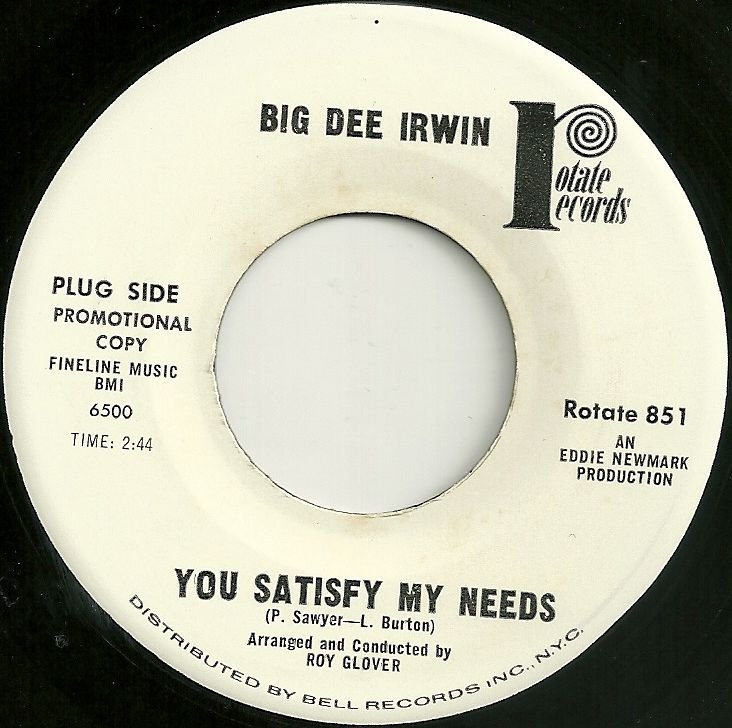 BIG DEE IRWIN
rotate
records
PLUG SIDE
PROMOTIONAL
COPY
FINELINE MUSIC
BMI
6500
TIME: 2:44
Rotate 851
AN
EDDIE NEWMARK
PRODUCTION
YOU SATISFY MY NEEDS
(P. Sawyer—L. Burton)
Arranged and Conducted by
ROY GLOVER
DISTRIBUTED BY BELL RECORDS INC., N.Y.C.